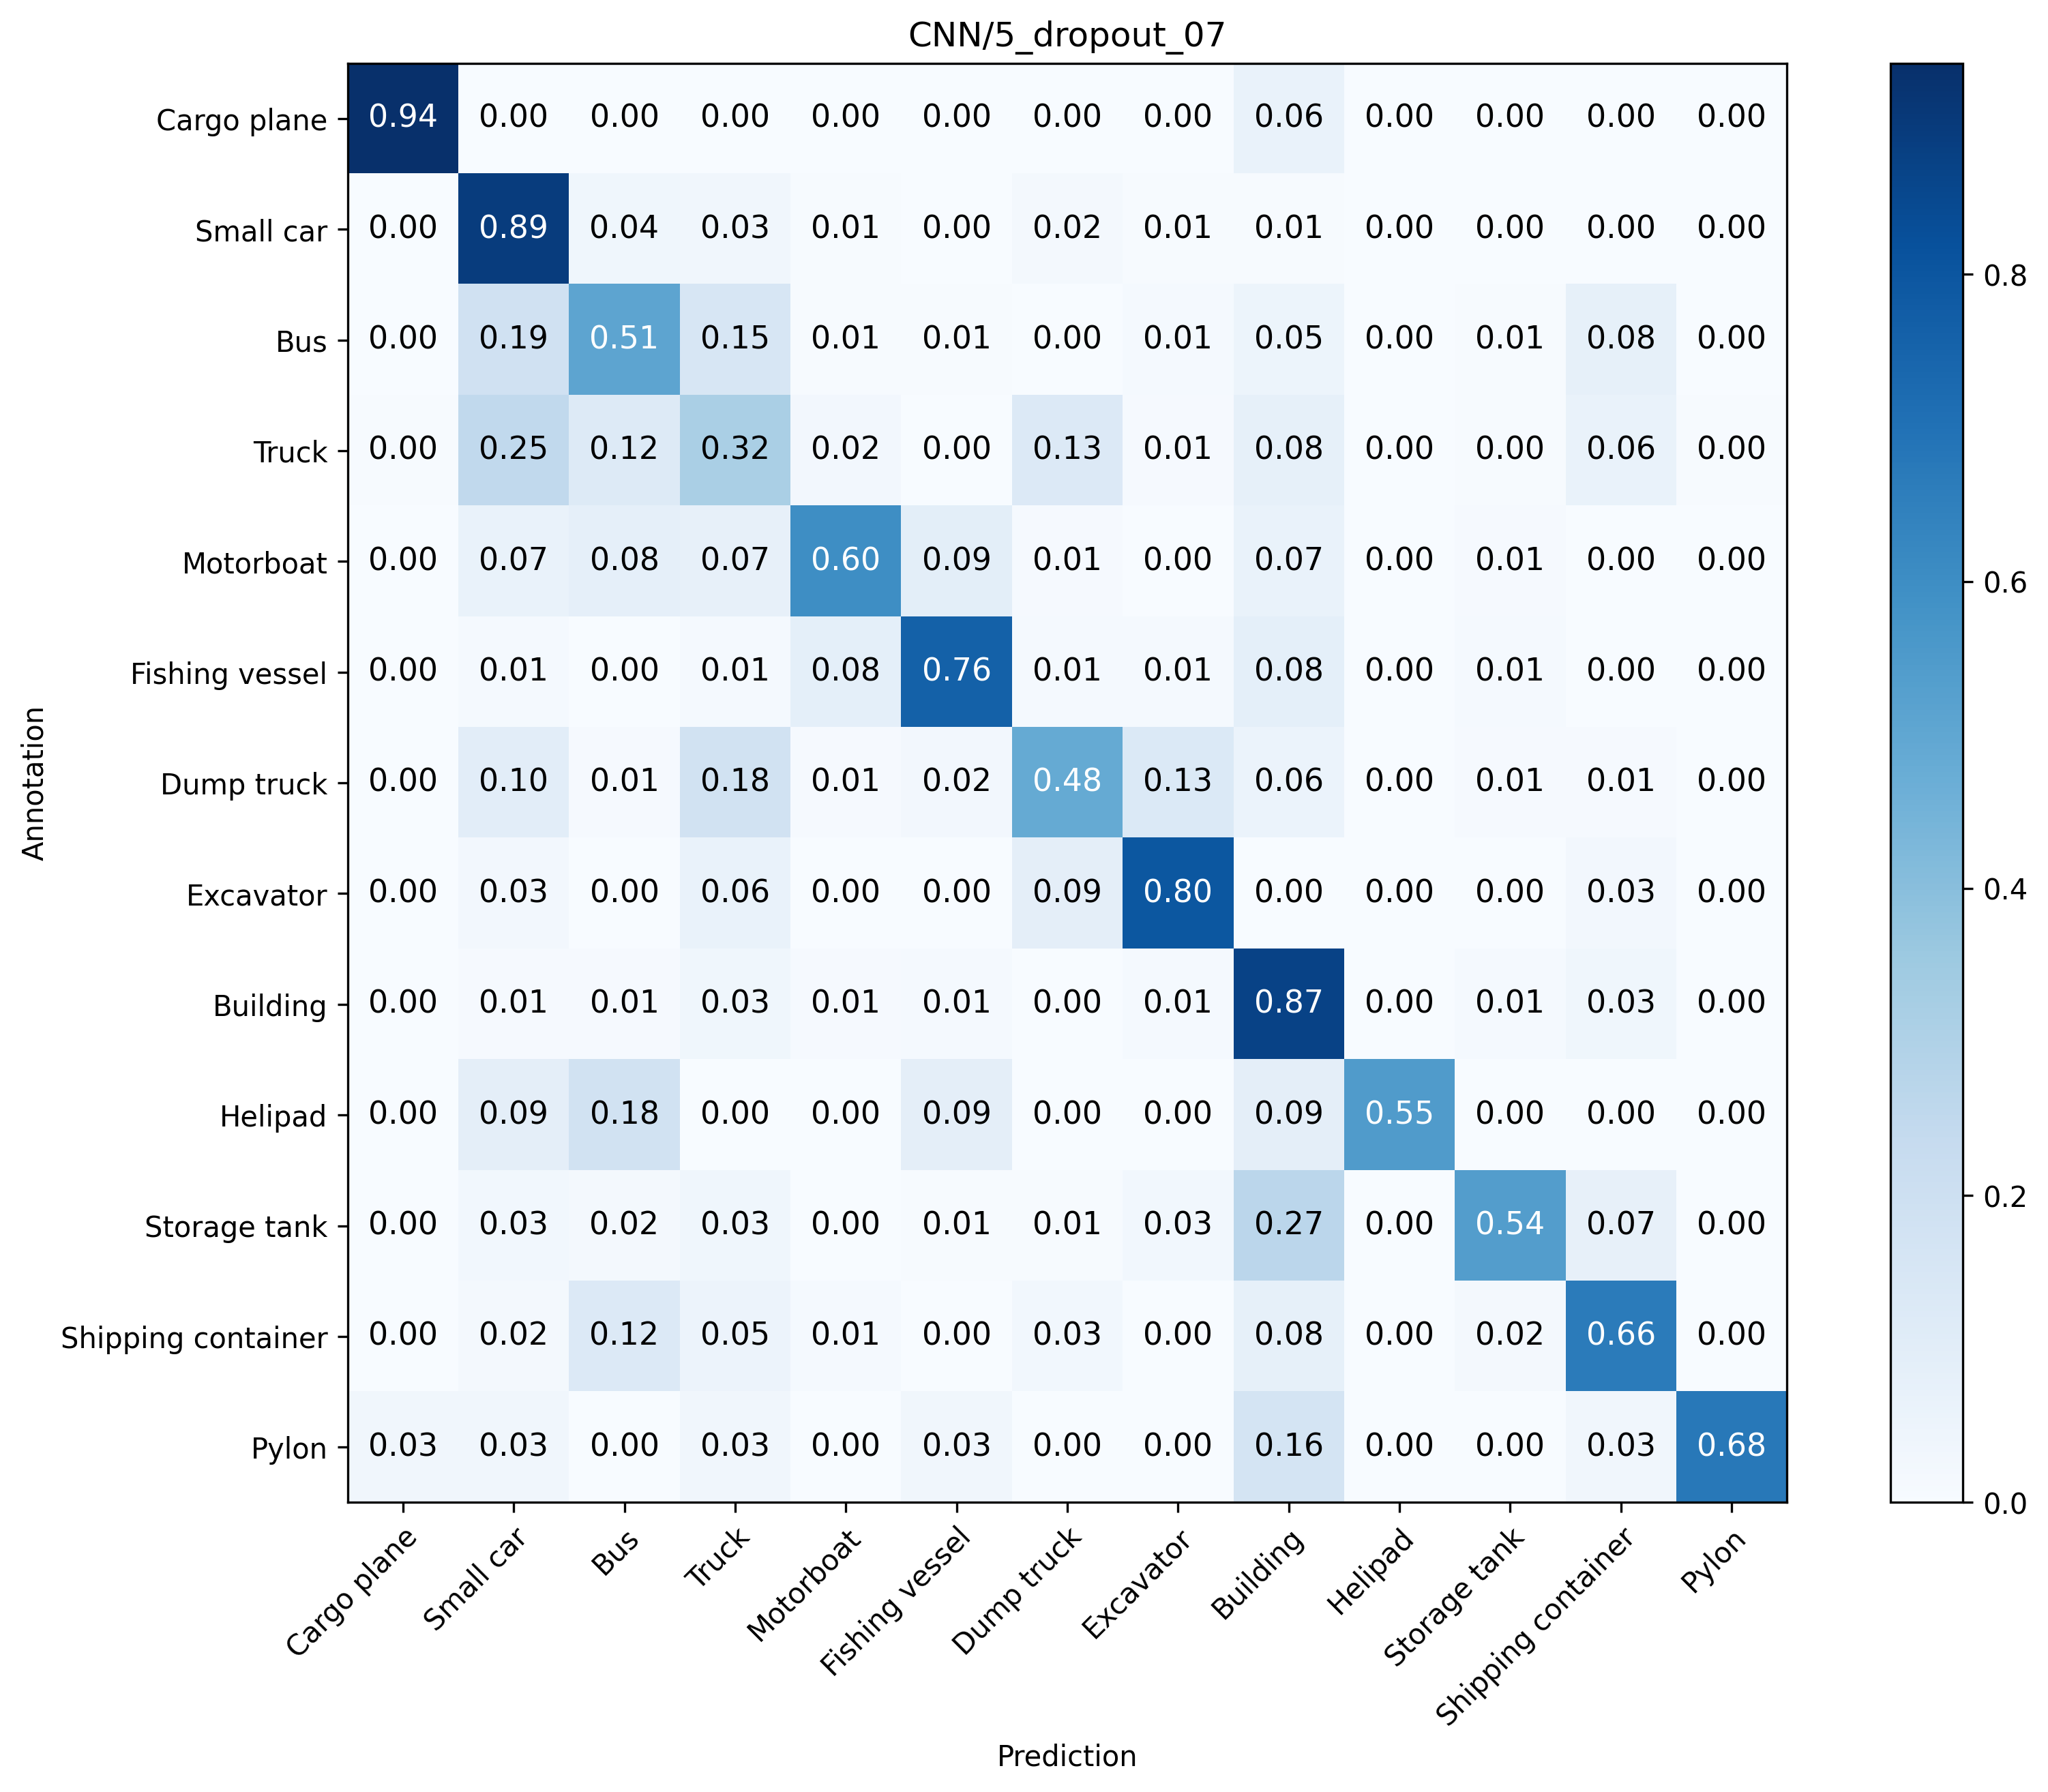 CNN/5_dropout_07
Cargo plane 0.94 0.00 0.00 0.00 0.00 0.00 0.00 0.00 0.06 0.00 0.00 0.00 0.00
Small car 0.00 0.89 0.04 0.03 0.01 0.00 0.02 0.01 0.01 0.00 0.00 0.00 0.00
0.8
Bus 0.00 0.19 0.51 0.15 0.01 0.01 0.00 0.01 0.05 0.00 0.01 0.08 0.00
Truck 0.00 0.25 0.12 0.32 0.02 0.00 0.13 0.01 0.08 0.00 0.00 0.06 0.00
Motorboat 0.00 0.07 0.08 0.07 0.60 0.09 0.01 0.00 0.07 0.00 0.01 0.00 0.00
0.6
Fishing vessel 0.00 0.01 0.00 0.01 0.08 0.76 0.01 0.01 0.08 0.00 0.01 0.00 0.00
Annotation
Dump truck 0.00 0.10 0.01 0.18 0.01 0.02 0.48 0.13 0.06 0.00 0.01 0.01 0.00
Excavator 0.00 0.03 0.00 0.06 0.00 0.00 0.09 0.80 0.00 0.00 0.00 0.03 0.00
0.4
Building 0.00 0.01 0.01 0.03 0.01 0.01 0.00 0.01 0.87 0.00 0.01 0.03 0.00
Helipad 0.00 0.09 0.18 0.00 0.00 0.09 0.00 0.00 0.09 0.55 0.00 0.00 0.00
0.2
Storage tank 0.00 0.03 0.02 0.03 0.00 0.01 0.01 0.03 0.27 0.00 0.54 0.07 0.00
Shipping container 0.00 0.02 0.12 0.05 0.01 0.00 0.03 0.00 0.08 0.00 0.02 0.66 0.00
Pylon 0.03 0.03 0.00 0.03 0.00 0.03 0.00 0.00 0.16 0.00 0.00 0.03 0.68
0.0
Cargo plane
Small car
Bus
Truck
Motorboat
Fishing vessel
Dump truck
Excavator
Building
Helipad
Storage tank
Shipping container
Pylon
Prediction